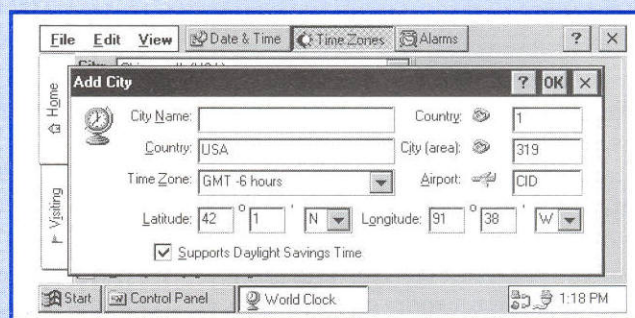 File Edit View Date & Time Time Zones Alarms ? ×
Home
Visiting
Add City ? OK ×
City Name: Country: 1
Country: USA City (area): 319
Time Zone: GMT -6 hours Airport: CID
Latitude: 42 ° 1 ' N Longitude: 91 ° 38 ' W
Supports Daylight Savings Time
Start Control Panel World Clock 1:18 PM